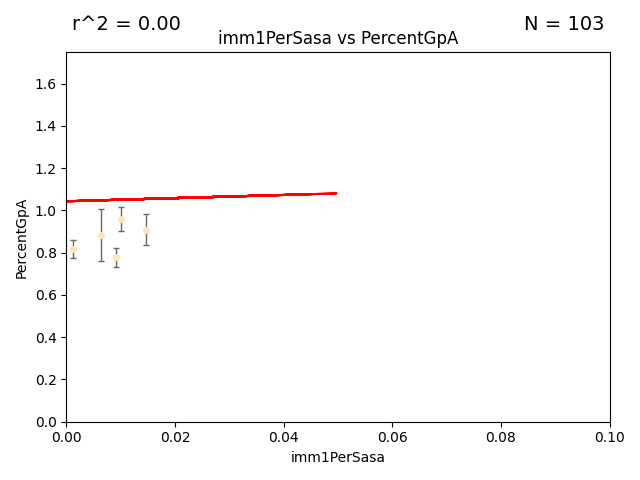 r^2 = 0.00
N = 103
imm1PerSasa vs PercentGpA
PercentGpA
1.6
1.4
1.2
1.0
0.8
0.6
0.4
0.2
0.0
0.00 0.02 0.04 0.06 0.08 0.10
imm1PerSasa